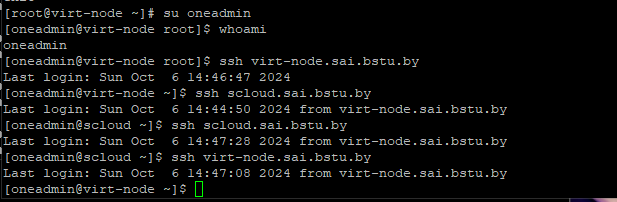 [root@virt-node ~]# su oneadmin
[oneadmin@virt-node root]$ whoami
oneadmin
[oneadmin@virt-node root]$ ssh virt-node.sai.bstu.by
Last login: Sun Oct  6 14:46:47 2024
[oneadmin@virt-node ~]$ ssh scloud.sai.bstu.by
Last login: Sun Oct  6 14:44:50 2024 from virt-node.sai.bstu.by
[oneadmin@scloud ~]$ ssh scloud.sai.bstu.by
Last login: Sun Oct  6 14:47:28 2024 from virt-node.sai.bstu.by
[oneadmin@scloud ~]$ ssh virt-node.sai.bstu.by
Last login: Sun Oct  6 14:47:08 2024 from virt-node.sai.bstu.by
[oneadmin@virt-node ~]$